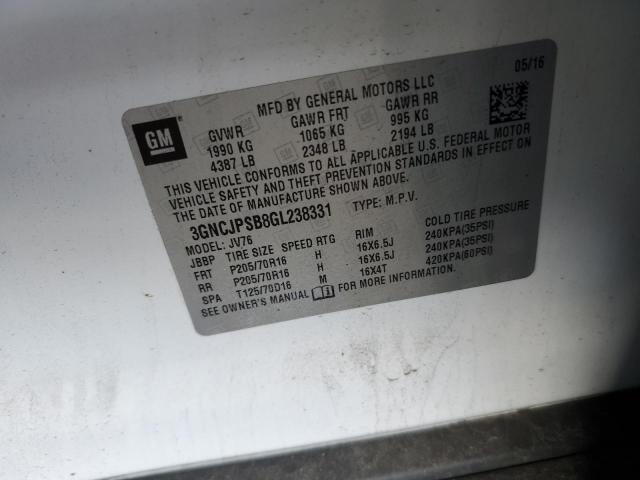 05/16
MFD BY GENERAL MOTORS LLC
GM
GVWR GAWR FRT GAWR RR
1990 KG 1065 KG 995 KG
4387 LB 2348 LB 2194 LB
THIS VEHICLE CONFORMS TO ALL APPLICABLE U.S. FEDERAL MOTOR
VEHICLE SAFETY AND THEFT PREVENTION STANDARDS IN EFFECT ON
THE DATE OF MANUFACTURE SHOWN ABOVE.
3GNCJPSB8GL238331 TYPE: M.P.V.
MODEL: JV76
JBBP TIRE SIZE SPEED RTG RIM COLD TIRE PRESSURE
FRT P205/70R16 H 16X6.5J 240KPA(35PSI)
RR P205/70R16 H 16X6.5J 240KPA(35PSI)
SPA T125/70D16 M 16X4T 420KPA(60PSI)
SEE OWNER'S MANUAL FOR MORE INFORMATION.